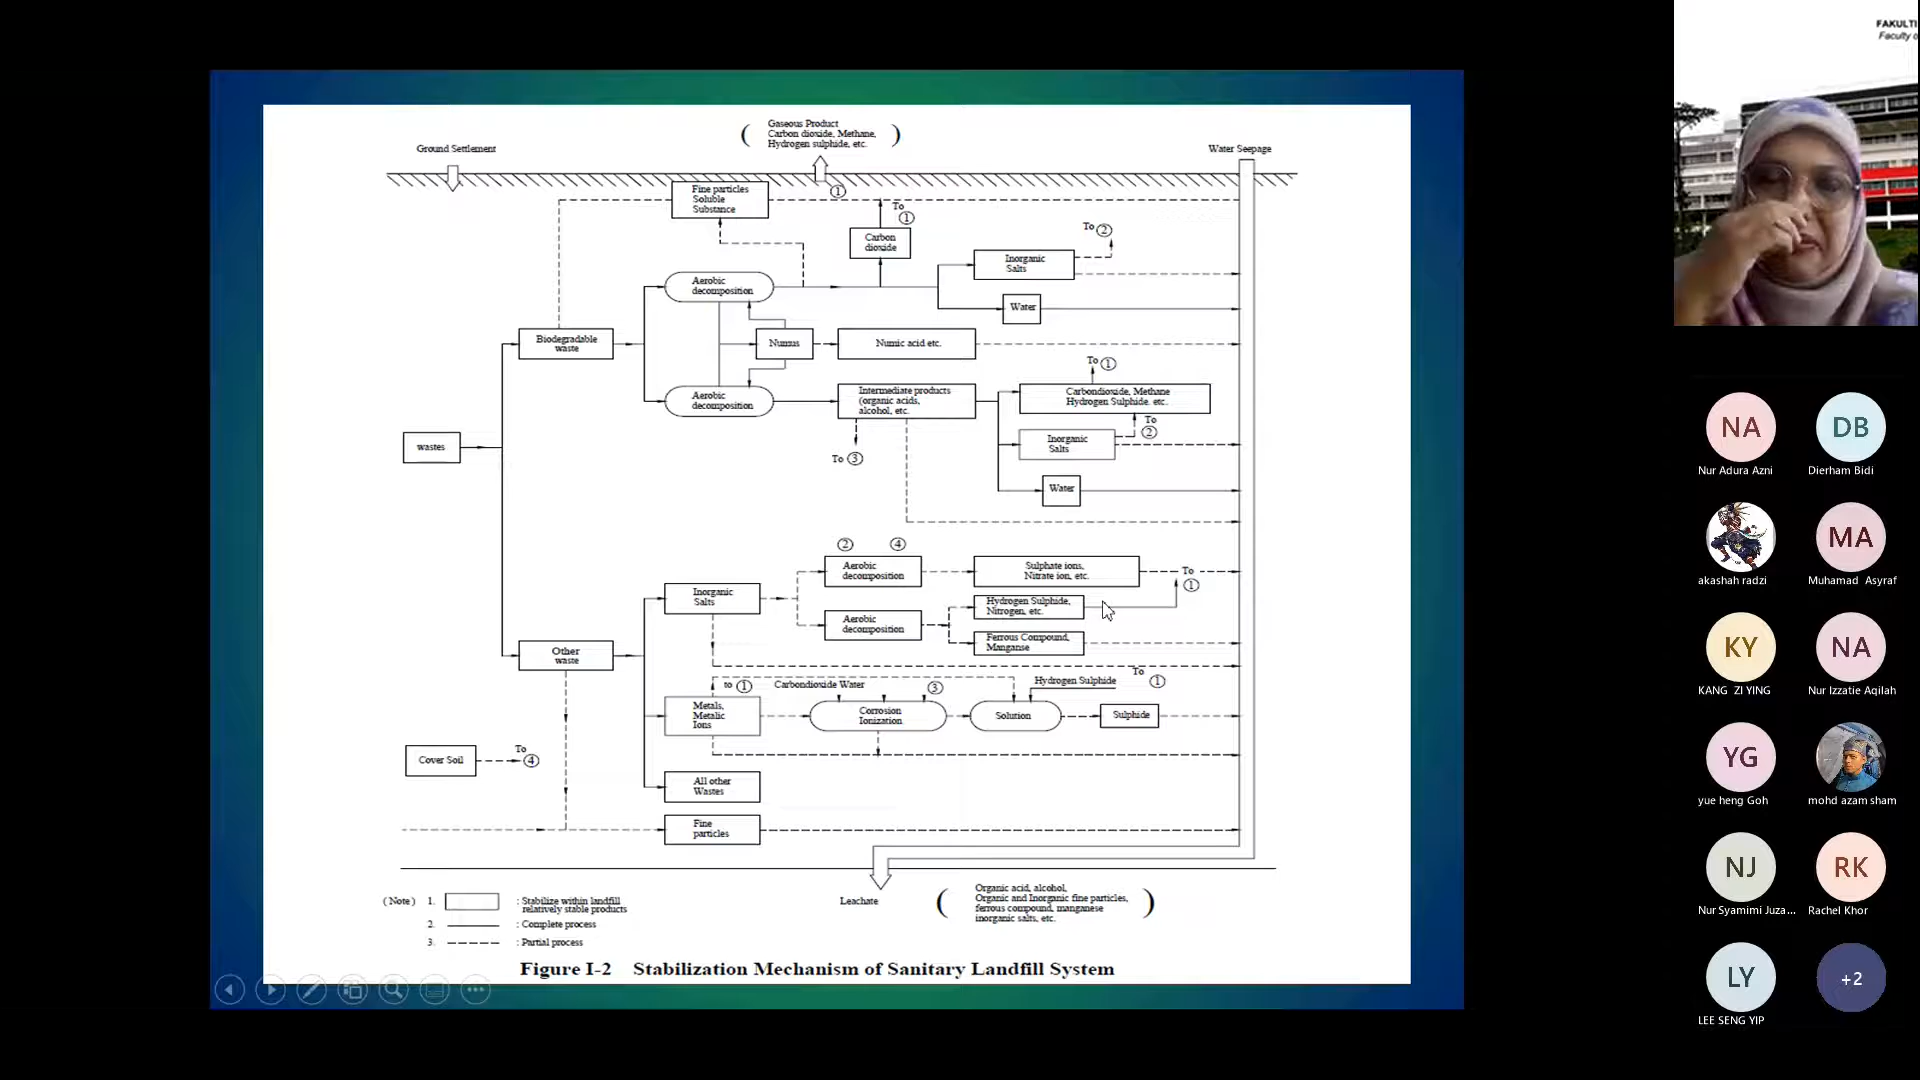 FAKULTI
Faculty o
Gaseous Product
Carbon dioxide, Methane,
Hydrogen sulphide, etc.
Ground Settlement
Water Seepage
1
Fine particles
Soluble
Substance
To
1
Carbon
dioxide
To 2
Inorganic
Salts
Aerobic
decomposition
Water
Biodegradable
waste
Numus
Numic acid etc.
To 1
Aerobic
decomposition
Intermediate products
(organic acids,
alcohol, etc.
Carbondioxide, Methane
Hydrogen Sulphide. etc.
To
2
wastes
Inorganic
Salts
To 3
Water
2 4
Aerobic
decomposition
Sulphate ions,
Nitrate ion, etc.
To
1
Inorganic
Salts
Hydrogen Sulphide,
Nitrogen, etc.
Aerobic
decomposition
Ferrous Compound,
Manganse
Other
waste
to 1
Carbondioxide Water
3
Hydrogen Sulphide
To
1
Metals,
Metalic
Ions
Corrosion
Ionization
Solution
Sulphide
Cover Soil
To
4
All other
Wastes
Fine
particles
Leachate
Organic acid, alcohol,
Organic and Inorganic fine particles,
ferrous compound, manganese
inorganic salts, etc.
( Note ) 1. : Stabilize within landfill
relatively stable products
2. : Complete process
3. : Partial process
Figure I-2 Stabilization Mechanism of Sanitary Landfill System
NA
Nur Adura Azni
DB
Dierham Bidi
akashah radzi
MA
Muhamad Asyraf
KY
KANG ZI YING
NA
Nur Izzatie Aqilah
YG
yue heng Goh
mohd azam sham
NJ
Nur Syamimi Juza...
RK
Rachel Khor
LY
LEE SENG YIP
+2